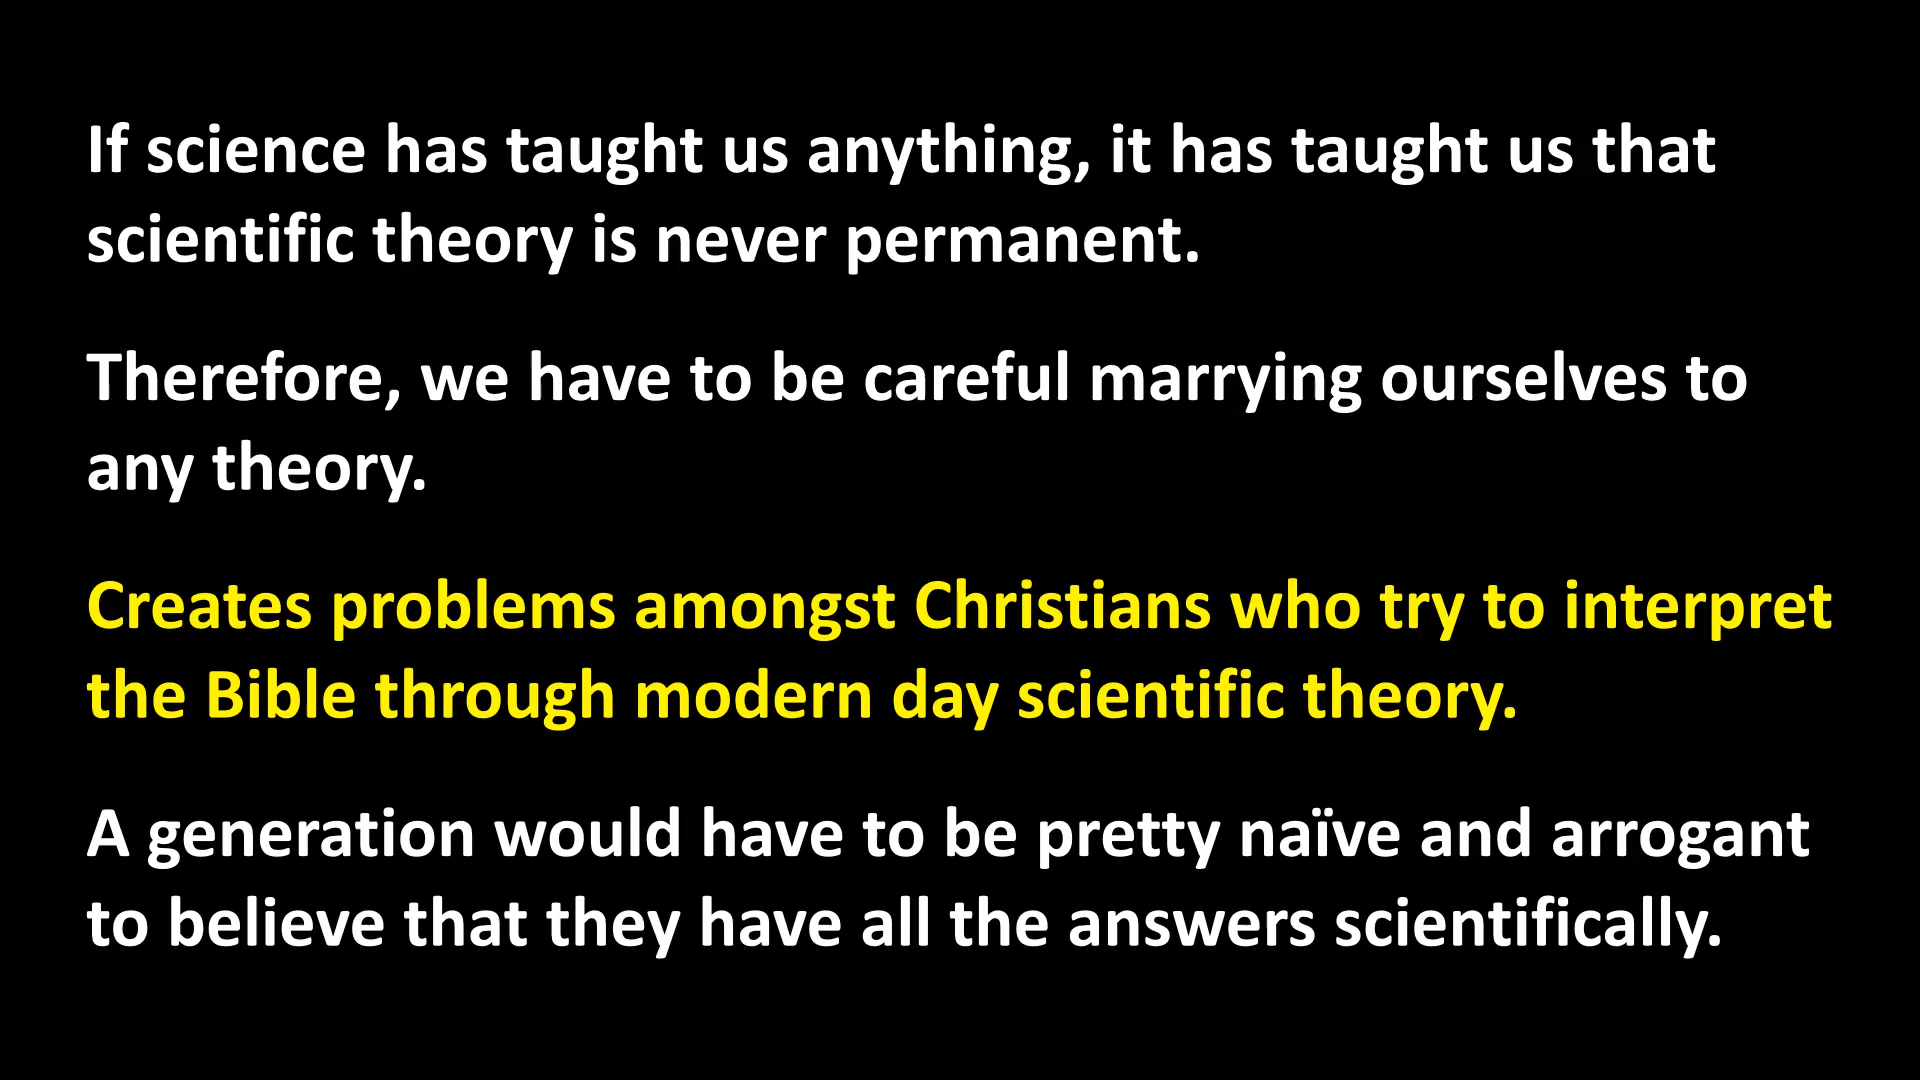 If science has taught us anything, it has taught us that
scientific theory is never permanent.
Therefore, we have to be careful marrying ourselves to
any theory.
Creates problems amongst Christians who try to interpret
the Bible through modern day scientific theory.
A generation would have to be pretty naïve and arrogant
to believe that they have all the answers scientifically.